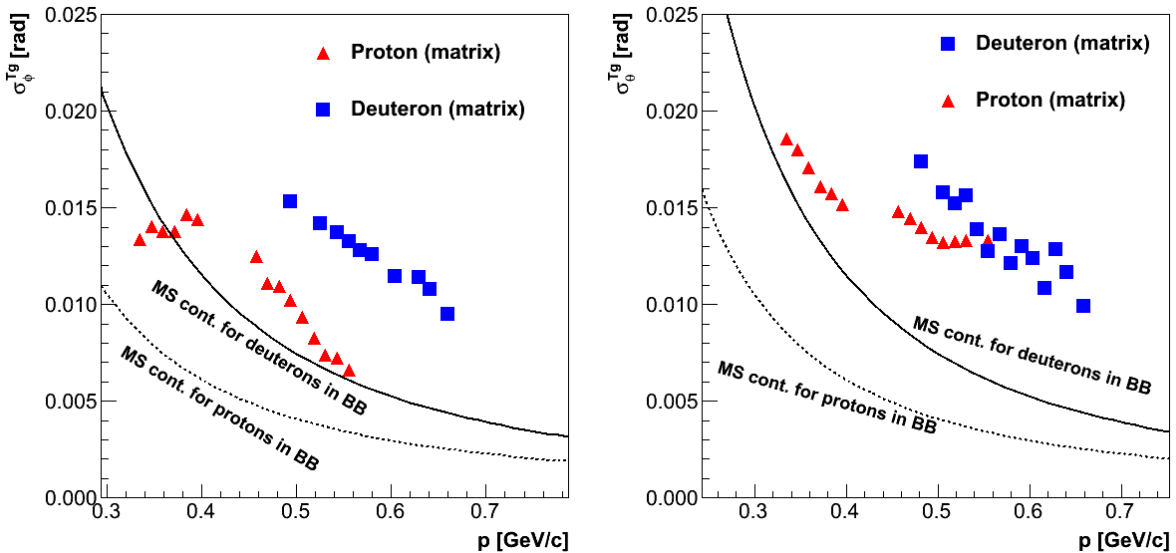 σ_ϕ^Tg [rad]
0.025
0.020
0.015
0.010
0.005
0.000
Proton (matrix)
Deuteron (matrix)
MS cont. for deuterons in BB
MS cont. for protons in BB
0.3 0.4 0.5 0.6 0.7
p [GeV/c]
σ_θ^Tg [rad]
0.025
0.020
0.015
0.010
0.005
0.000
Deuteron (matrix)
Proton (matrix)
MS cont. for deuterons in BB
MS cont. for protons in BB
0.3 0.4 0.5 0.6 0.7
p [GeV/c]